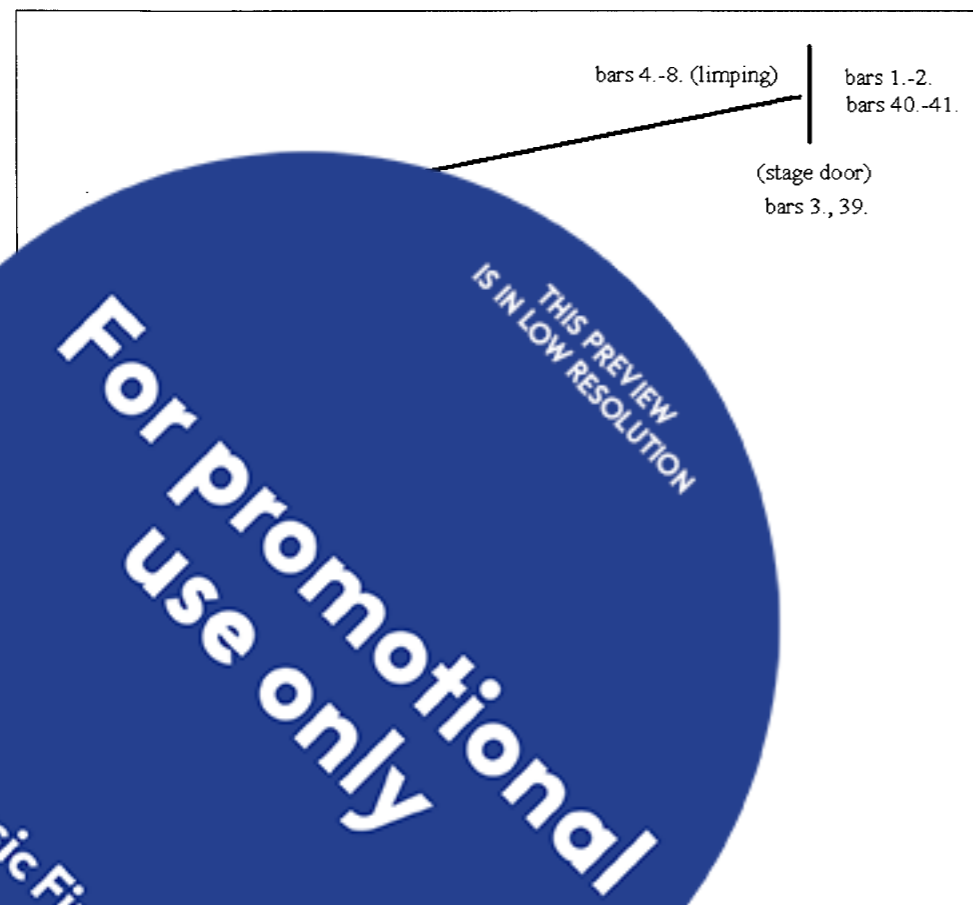 bars 4.-8. (limping)
bars 1.-2.
bars 40.-41.
(stage door)
bars 3., 39.
THIS PREVIEW
IS IN LOW RESOLUTION
For promotional
use only